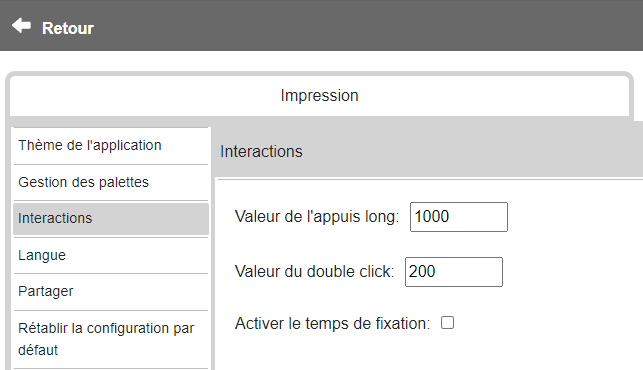 Retour
Impression
Thème de l'application
Gestion des palettes
Interactions
Langue
Partager
Rétablir la configuration par
défaut
Interactions
Valeur de l'appuis long: 1000
Valeur du double click: 200
Activer le temps de fixation: